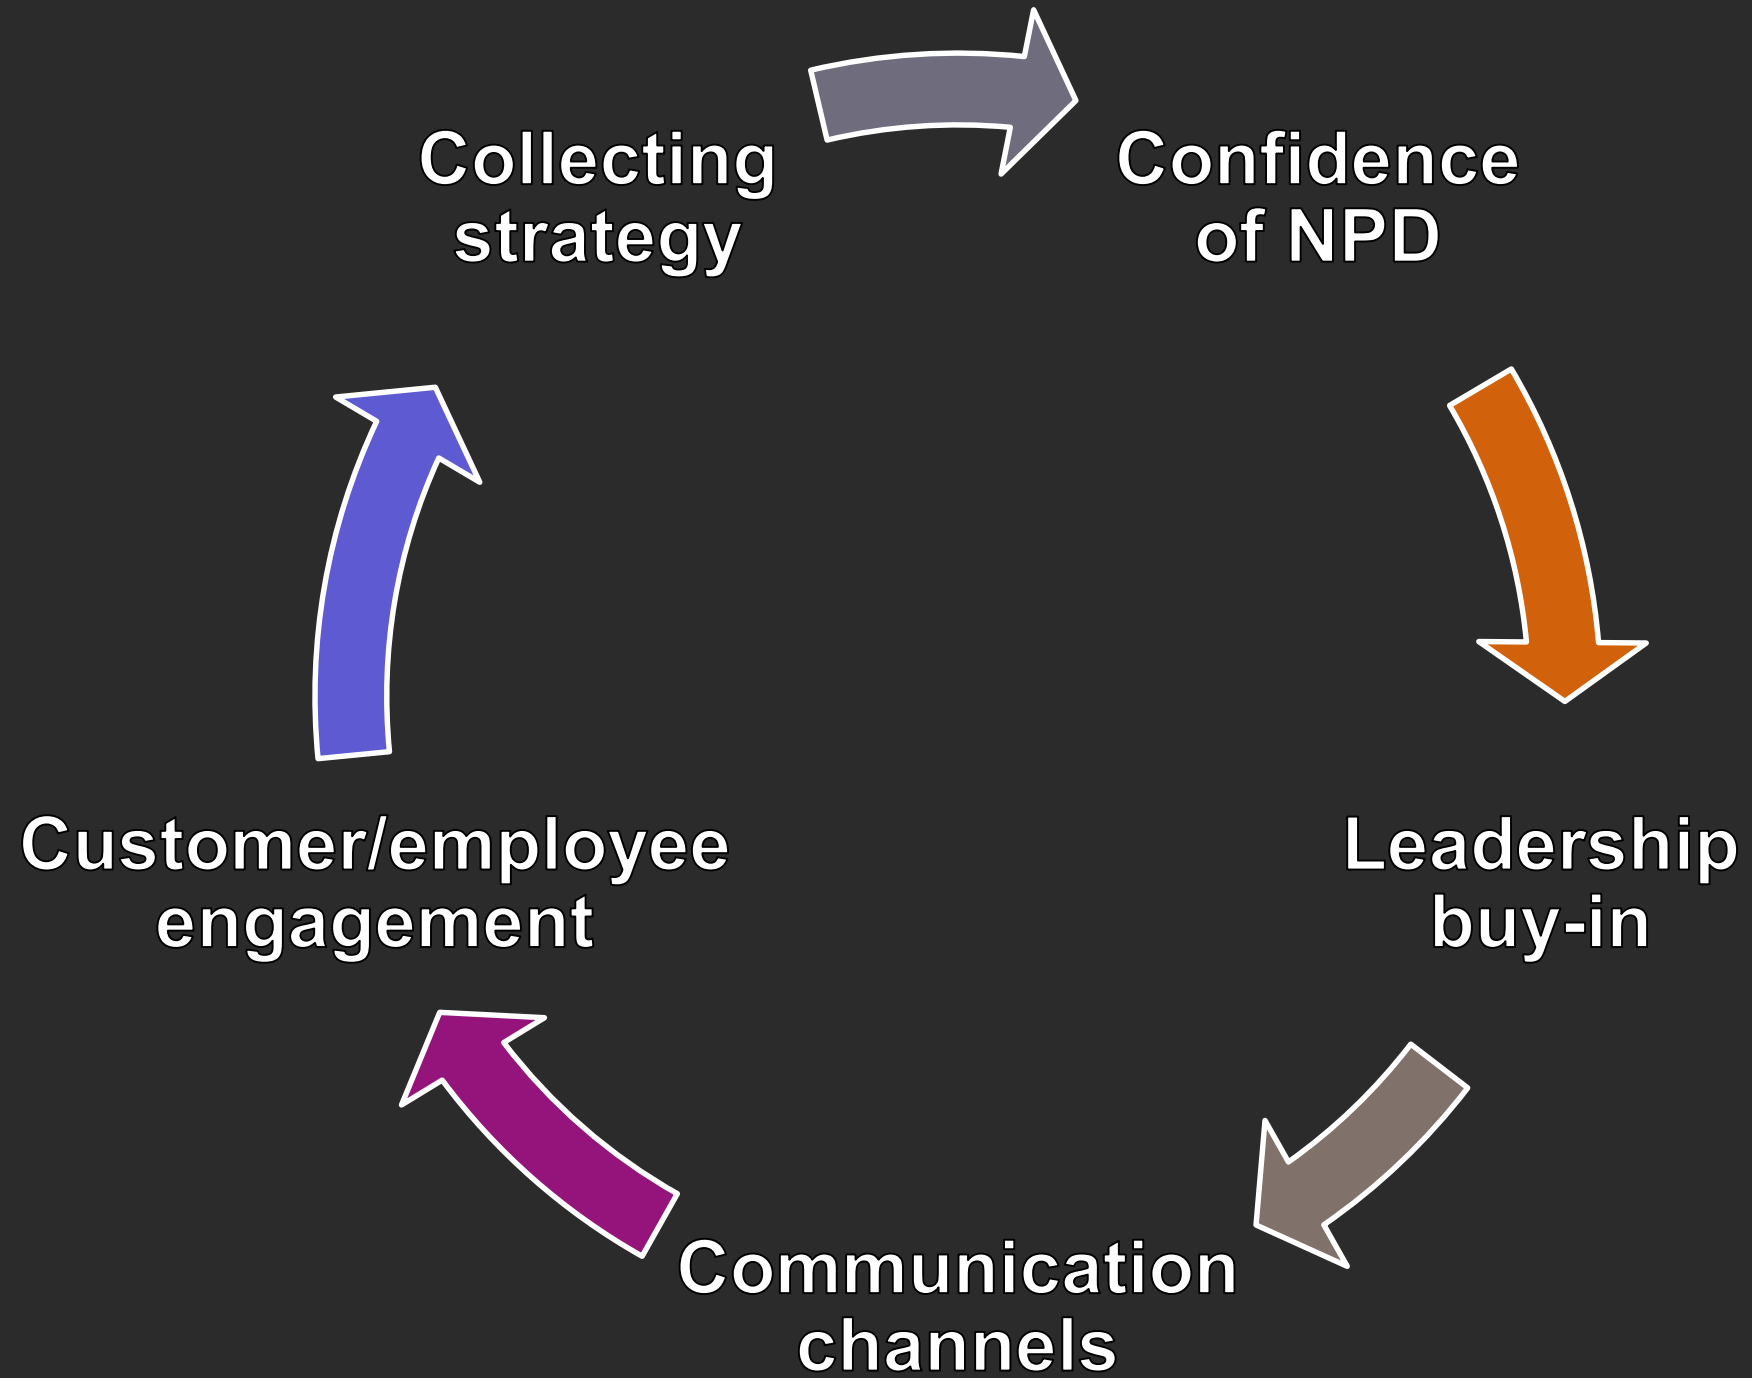 Collecting
strategy
Confidence
of NPD
Leadership
buy-in
Communication
channels
Customer/employee
engagement